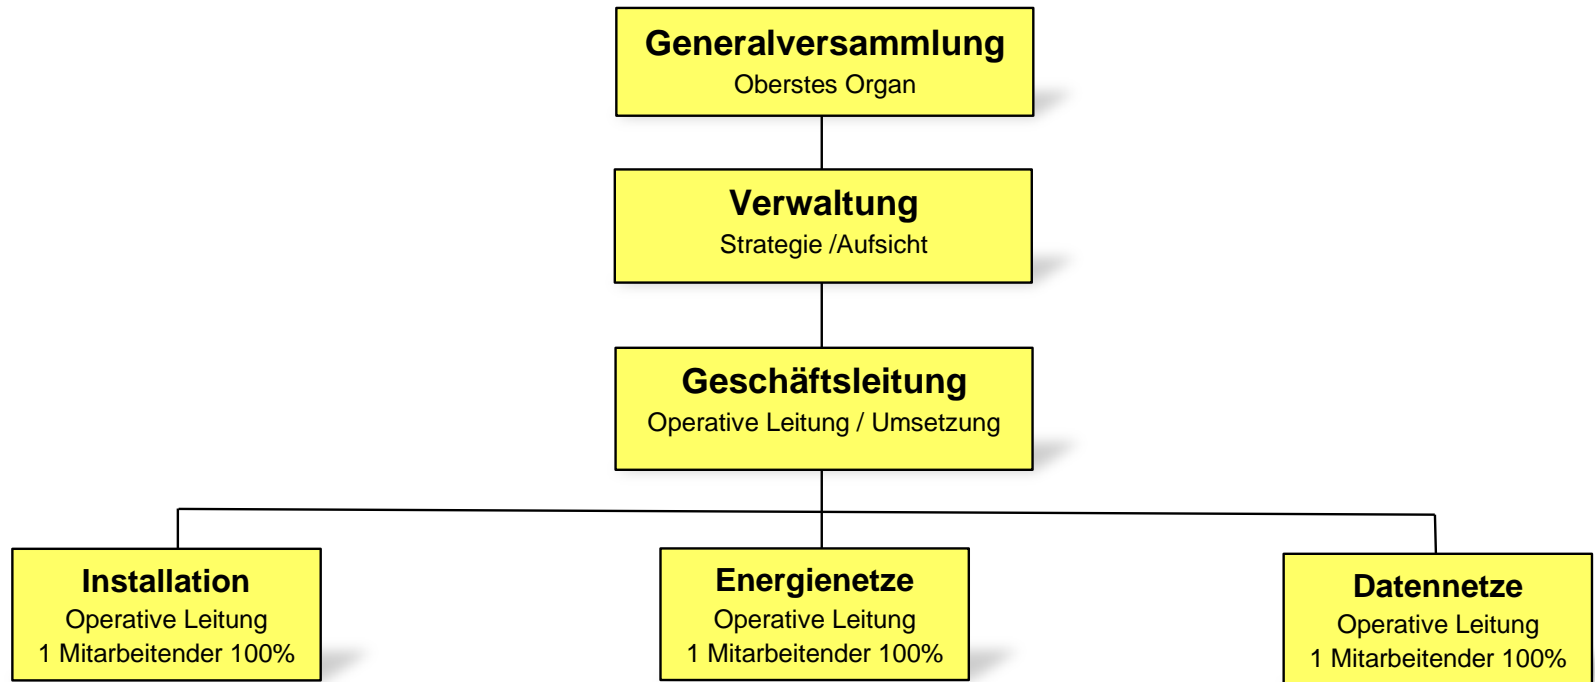 Generalversammlung
Oberstes Organ
Verwaltung
Strategie /Aufsicht
Geschäftsleitung
Operative Leitung / Umsetzung
Installation
Operative Leitung
1 Mitarbeitender 100%
Energienetze
Operative Leitung
1 Mitarbeitender 100%
Datennetze
Operative Leitung
1 Mitarbeitender 100%